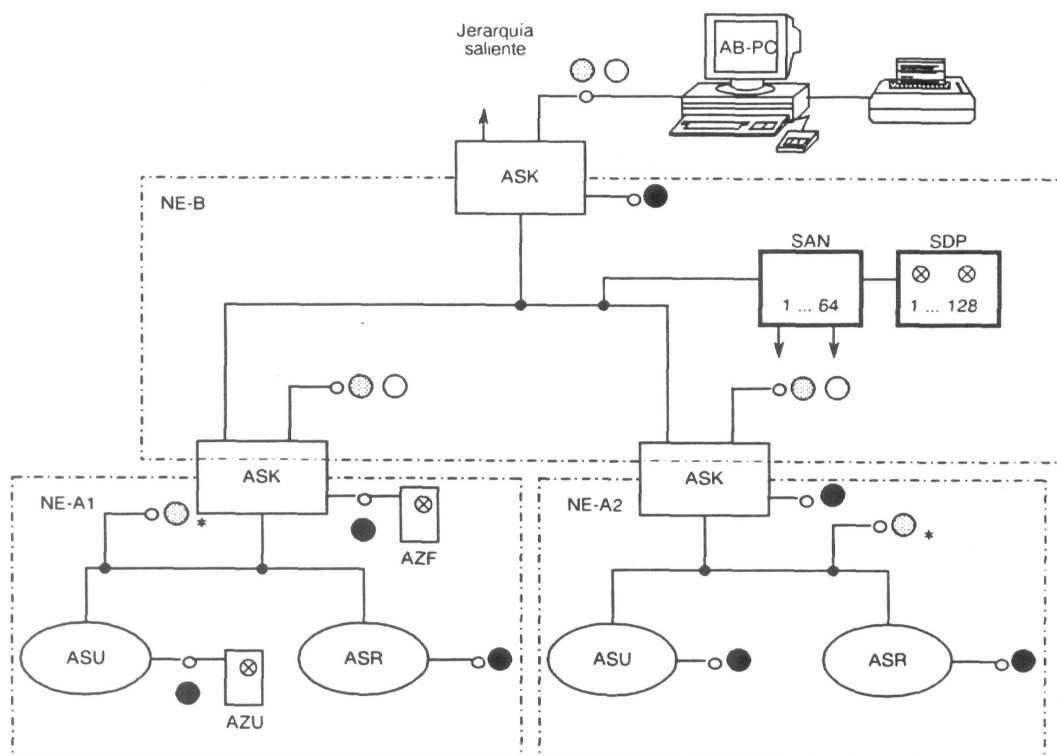 Jerarquía
saliente
AB-PC
ASK
NE-B
SAN
SDP
1 ... 64
1 ... 128
ASK
ASK
NE-A1
*
AZF
NE-A2
*
ASU
ASR
ASU
ASR
AZU